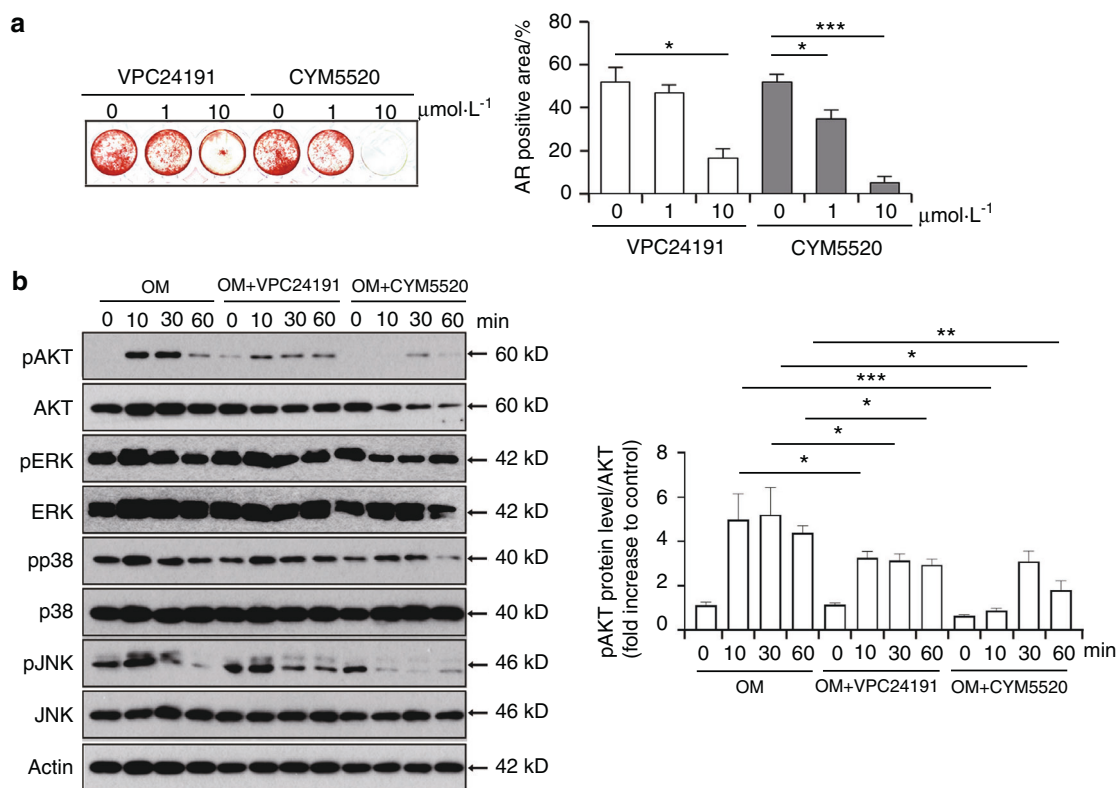 a
VPC24191 CYM5520
0 1 10 0 1 10 μmol·L-1
AR positive area/%
80
60
40
20
0
*
***
*
0 1 10 0 1 10 μmol·L-1
VPC24191 CYM5520
b
OM OM+VPC24191 OM+CYM5520
0 10 30 60 0 10 30 60 0 10 30 60 min
pAKT 60 kD
AKT 60 kD
pERK 42 kD
ERK 42 kD
pp38 40 kD
p38 40 kD
pJNK 46 kD
JNK 46 kD
Actin 42 kD
pAKT protein level/AKT
(fold increase to control)
**
*
***
*
*
*
8
6
4
2
0
0 10 30 60 0 10 30 60 0 10 30 60 min
OM OM+VPC24191 OM+CYM5520